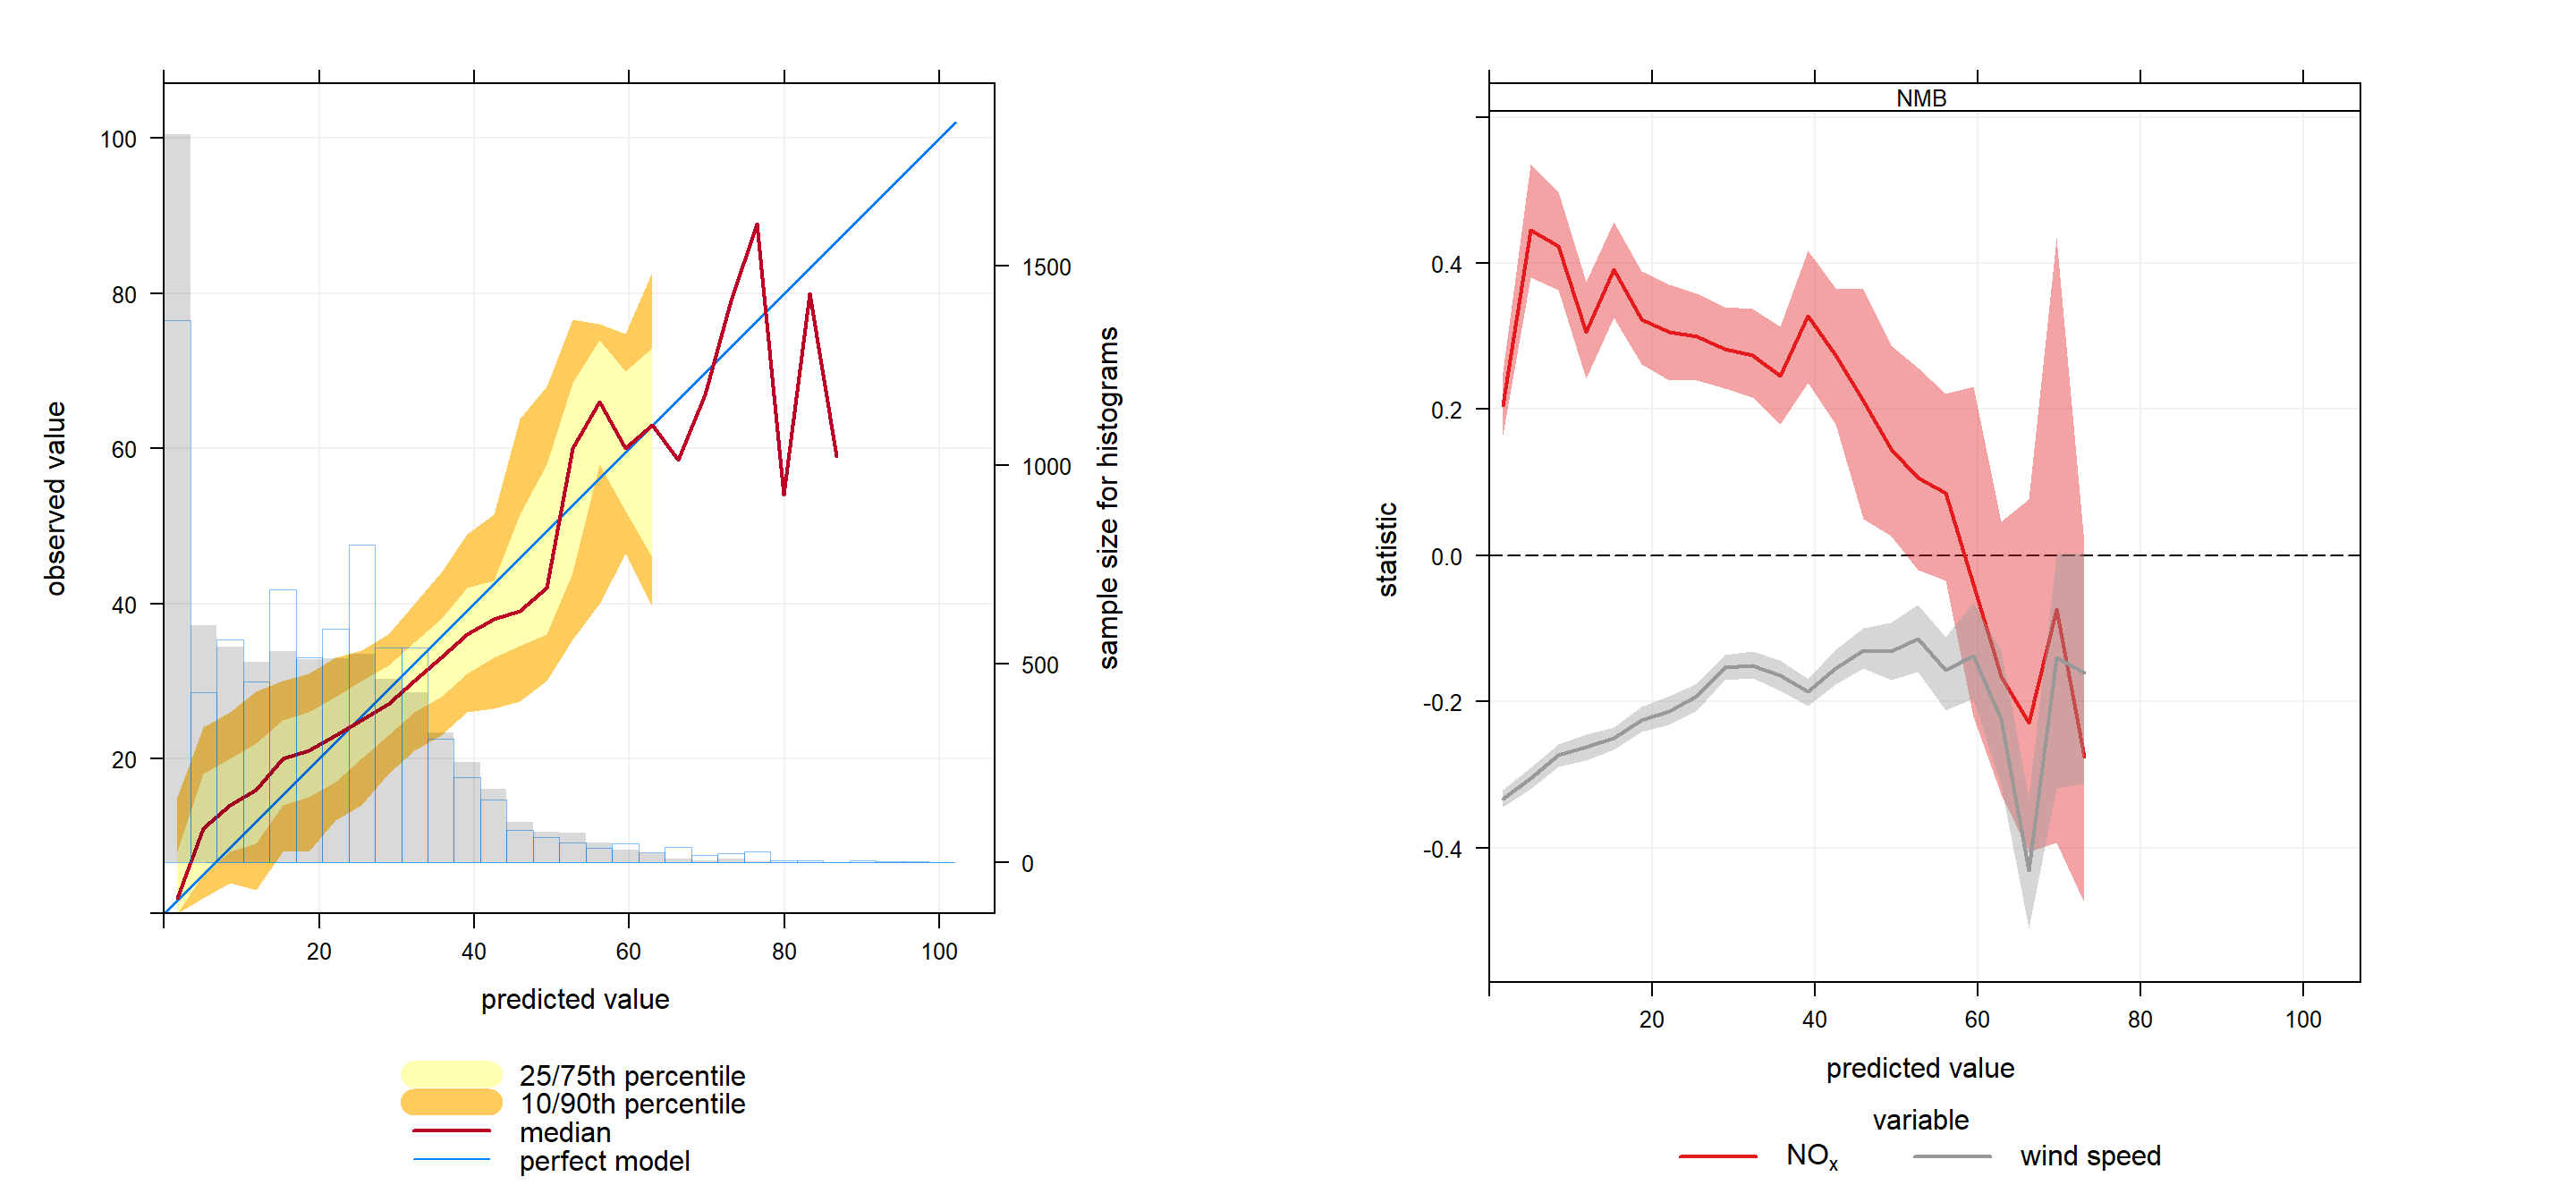 100
80
60
40
20
observed value
1500
1000
500
0
sample size for histograms
20 40 60 80 100
predicted value
25/75th percentile
10/90th percentile
median
perfect model
NMB
0.4
0.2
0.0
-0.2
-0.4
statistic
20 40 60 80 100
predicted value
variable
NOx wind speed